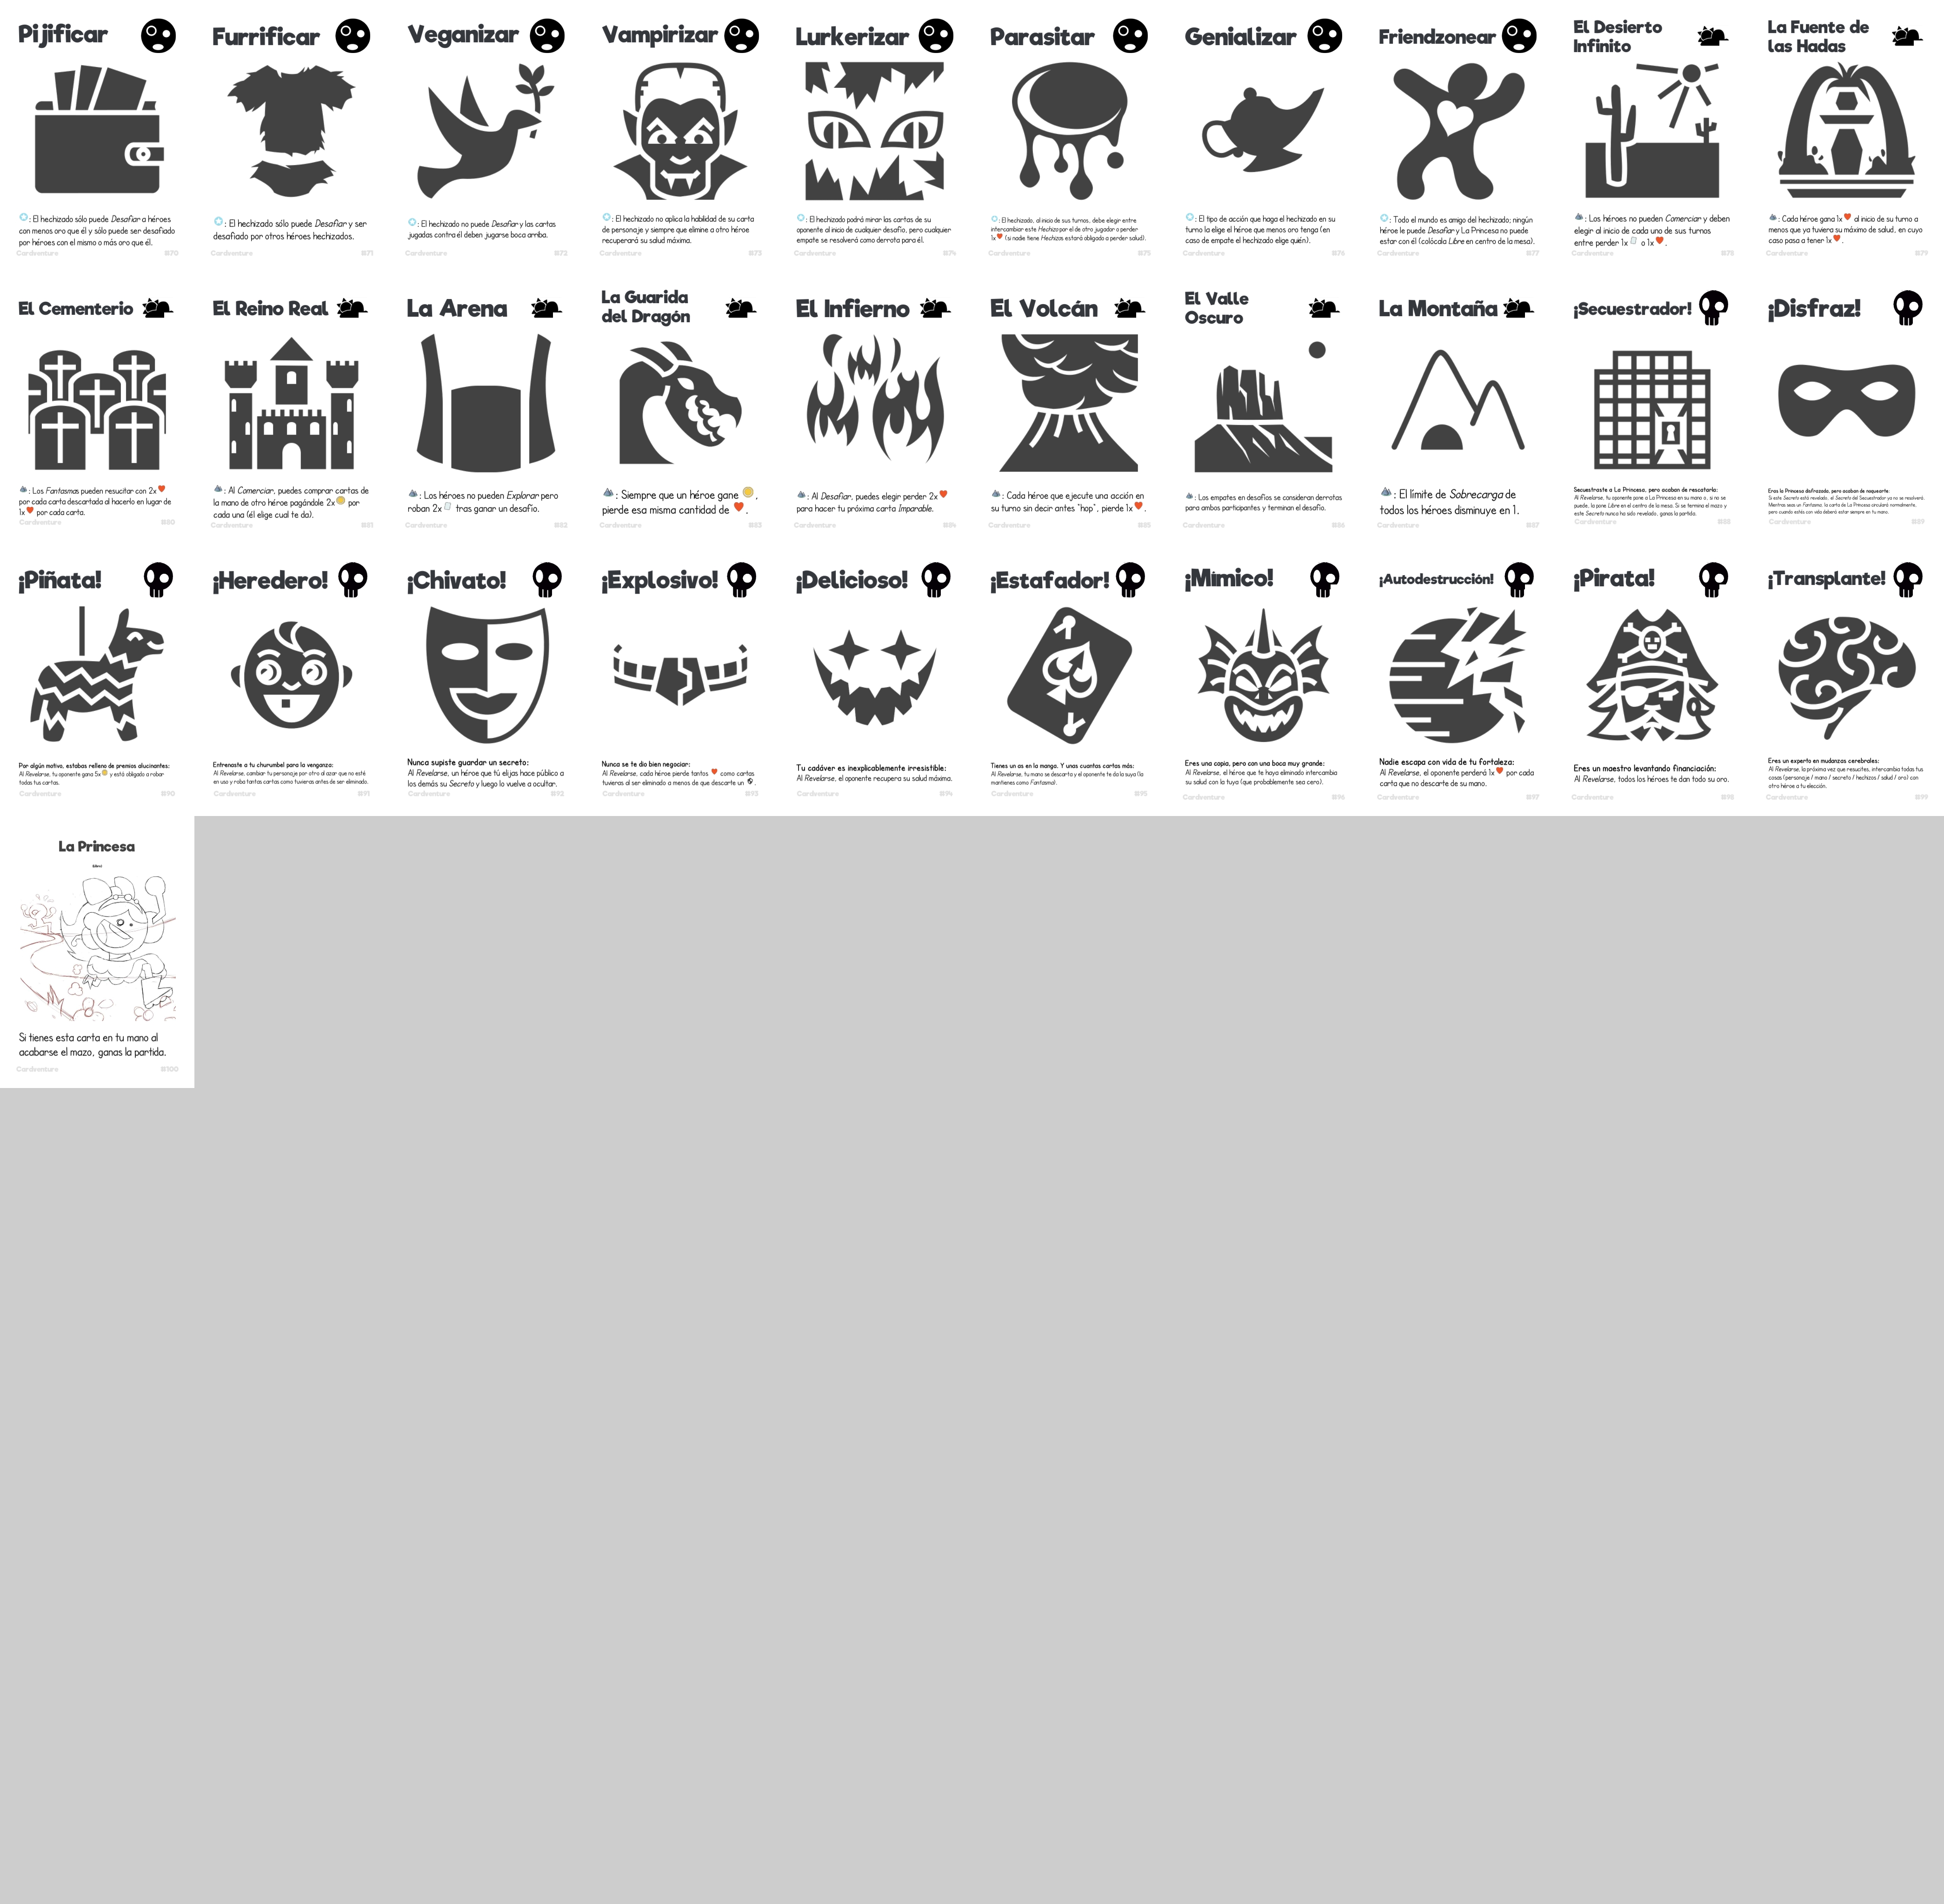 Pijificar
: El hechizado sólo puede Desafiar a héroes
con menos oro que él y sólo puede ser desafiado
por héroes con el mismo o más oro que él.
Cardventure #70
Furrificar
: El hechizado sólo puede Desafiar y ser
desafiado por otros héroes hechizados.
Cardventure #71
Veganizar
: El hechizado no puede Desafiar y las cartas
jugadas contra él deben jugarse boca arriba.
Cardventure #72
Vampirizar
: El hechizado no aplica la habilidad de su carta
de personaje y siempre que elimine a otro héroe
recuperará su salud máxima.
Cardventure #73
Lurkerizar
: El hechizado podrá mirar las cartas de su
oponente al inicio de cualquier desafío, pero cualquier
empate se resolverá como derrota para él.
Cardventure #74
Parasitar
: El hechizado, al inicio de sus turnos, debe elegir entre
intercambiar este Hechizo por el de otro jugador o perder
1x (si nadie tiene Hechizos estará obligado a perder salud).
Cardventure #75
Genializar
: El tipo de acción que haga el hechizado en su
turno la elige el héroe que menos oro tenga (en
caso de empate el hechizado elige quién).
Cardventure #76
Friendzonear
: Todo el mundo es amigo del hechizado; ningún
héroe le puede Desafiar y La Princesa no puede
estar con él (colócala Libre en centro de la mesa).
Cardventure #77
El Desierto
Infinito
: Los héroes no pueden Comerciar y deben
elegir al inicio de cada uno de sus turnos
entre perder 1x o 1x .
Cardventure #78
La Fuente de
las Hadas
: Cada héroe gana 1x al inicio de su turno a
menos que ya tuviera su máximo de salud, en cuyo
caso pasa a tener 1x .
Cardventure #79
El Cementerio
: Los Fantasmas pueden resucitar con 2x
por cada carta descartada al hacerlo en lugar de
1x por cada carta.
Cardventure #80
El Reino Real
: Al Comerciar, puedes comprar cartas de
la mano de otro héroe pagándole 2x por
cada una (él elige cual te da).
Cardventure #81
La Arena
: Los héroes no pueden Explorar pero
roban 2x tras ganar un desafío.
Cardventure #82
La Guarida
del Dragón
: Siempre que un héroe gane ,
pierde esa misma cantidad de .
Cardventure #83
El Infierno
: Al Desafiar, puedes elegir perder 2x
para hacer tu próxima carta Imparable.
Cardventure #84
El Volcán
: Cada héroe que ejecute una acción en
su turno sin decir antes "hop", pierde 1x .
Cardventure #85
El Valle
Oscuro
: Los empates en desafíos se consideran derrotas
para ambos participantes y terminan el desafío.
Cardventure #86
La Montaña
: El límite de Sobrecarga de
todos los héroes disminuye en 1.
Cardventure #87
¡Secuestrador!
Secuestraste a La Princesa, pero acaban de rescatarla:
Al Revelarse, tu oponente pone a La Princesa en su mano o, si no se
puede, la pone Libre en el centro de la mesa. Si se termina el mazo y
este Secreto nunca ha sido revelado, ganas la partida.
Cardventure #88
¡Disfraz!
Eras la Princesa disfrazada, pero acaban de noquearte:
Si este Secreto está revelado, el Secreto del Secuestrador ya no se resolverá.
Mientras seas un Fantasma, la carta de La Princesa circulará normalmente,
pero cuando estés con vida deberá estar siempre en tu mano.
Cardventure #89
¡Piñata!
Por algún motivo, estabas relleno de premios alucinantes:
Al Revelarse, tu oponente gana 5x y está obligado a robar
todas tus cartas.
Cardventure #90
¡Heredero!
Entrenaste a tu churumbel para la venganza:
Al Revelarse, cambiar tu personaje por otro al azar que no esté
en uso y roba tantas cartas como tuvieras antes de ser eliminado.
Cardventure #91
¡Chivato!
Nunca supiste guardar un secreto:
Al Revelarse, un héroe que tú elijas hace público a
los demás su Secreto y luego lo vuelve a ocultar.
Cardventure #92
¡Explosivo!
Nunca se te dio bien negociar:
Al Revelarse, cada héroe pierde tantos como cartas
tuvieras al ser eliminado a menos de que descarte un .
Cardventure #93
¡Delicioso!
Tu cadáver es inexplicablemente irresistible:
Al Revelarse, el oponente recupera su salud máxima.
Cardventure #94
¡Estafador!
Tienes un as en la manga. Y unas cuantas cartas más:
Al Revelarse, tu mano se descarta y el oponente te da la suya (la
mantienes como Fantasma).
Cardventure #95
¡Mímico!
Eres una copia, pero con una boca muy grande:
Al Revelarse, el héroe que te haya eliminado intercambia
su salud con la tuya (que probablemente sea cero).
Cardventure #96
¡Autodestrucción!
Nadie escapa con vida de tu fortaleza:
Al Revelarse, el oponente perderá 1x por cada
carta que no descarte de su mano.
Cardventure #97
¡Pirata!
Eres un maestro levantando financiación:
Al Revelarse, todos los héroes te dan todo su oro.
Cardventure #98
¡Transplante!
Eres un experto en mudanzas cerebrales:
Al Revelarse, la próxima vez que resucites, intercambia todas tus
cosas (personaje / mano / secreto / hechizos / salud / oro) con
otro héroe a tu elección.
Cardventure #99
La Princesa
Si tienes esta carta en tu mano al
acabarse el mazo, ganas la partida.
Cardventure #100